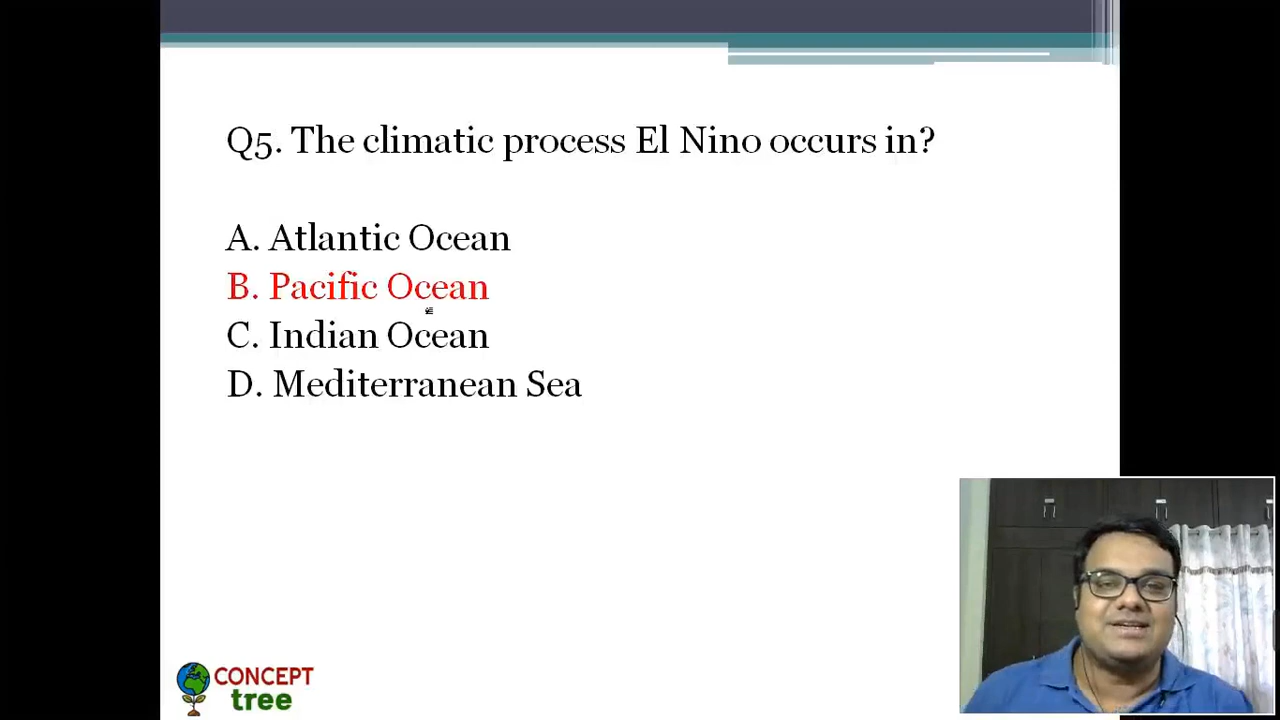 Q5. The climatic process El Nino occurs in?
A. Atlantic Ocean
B. Pacific Ocean
C. Indian Ocean
D. Mediterranean Sea
CONCEPT
tree